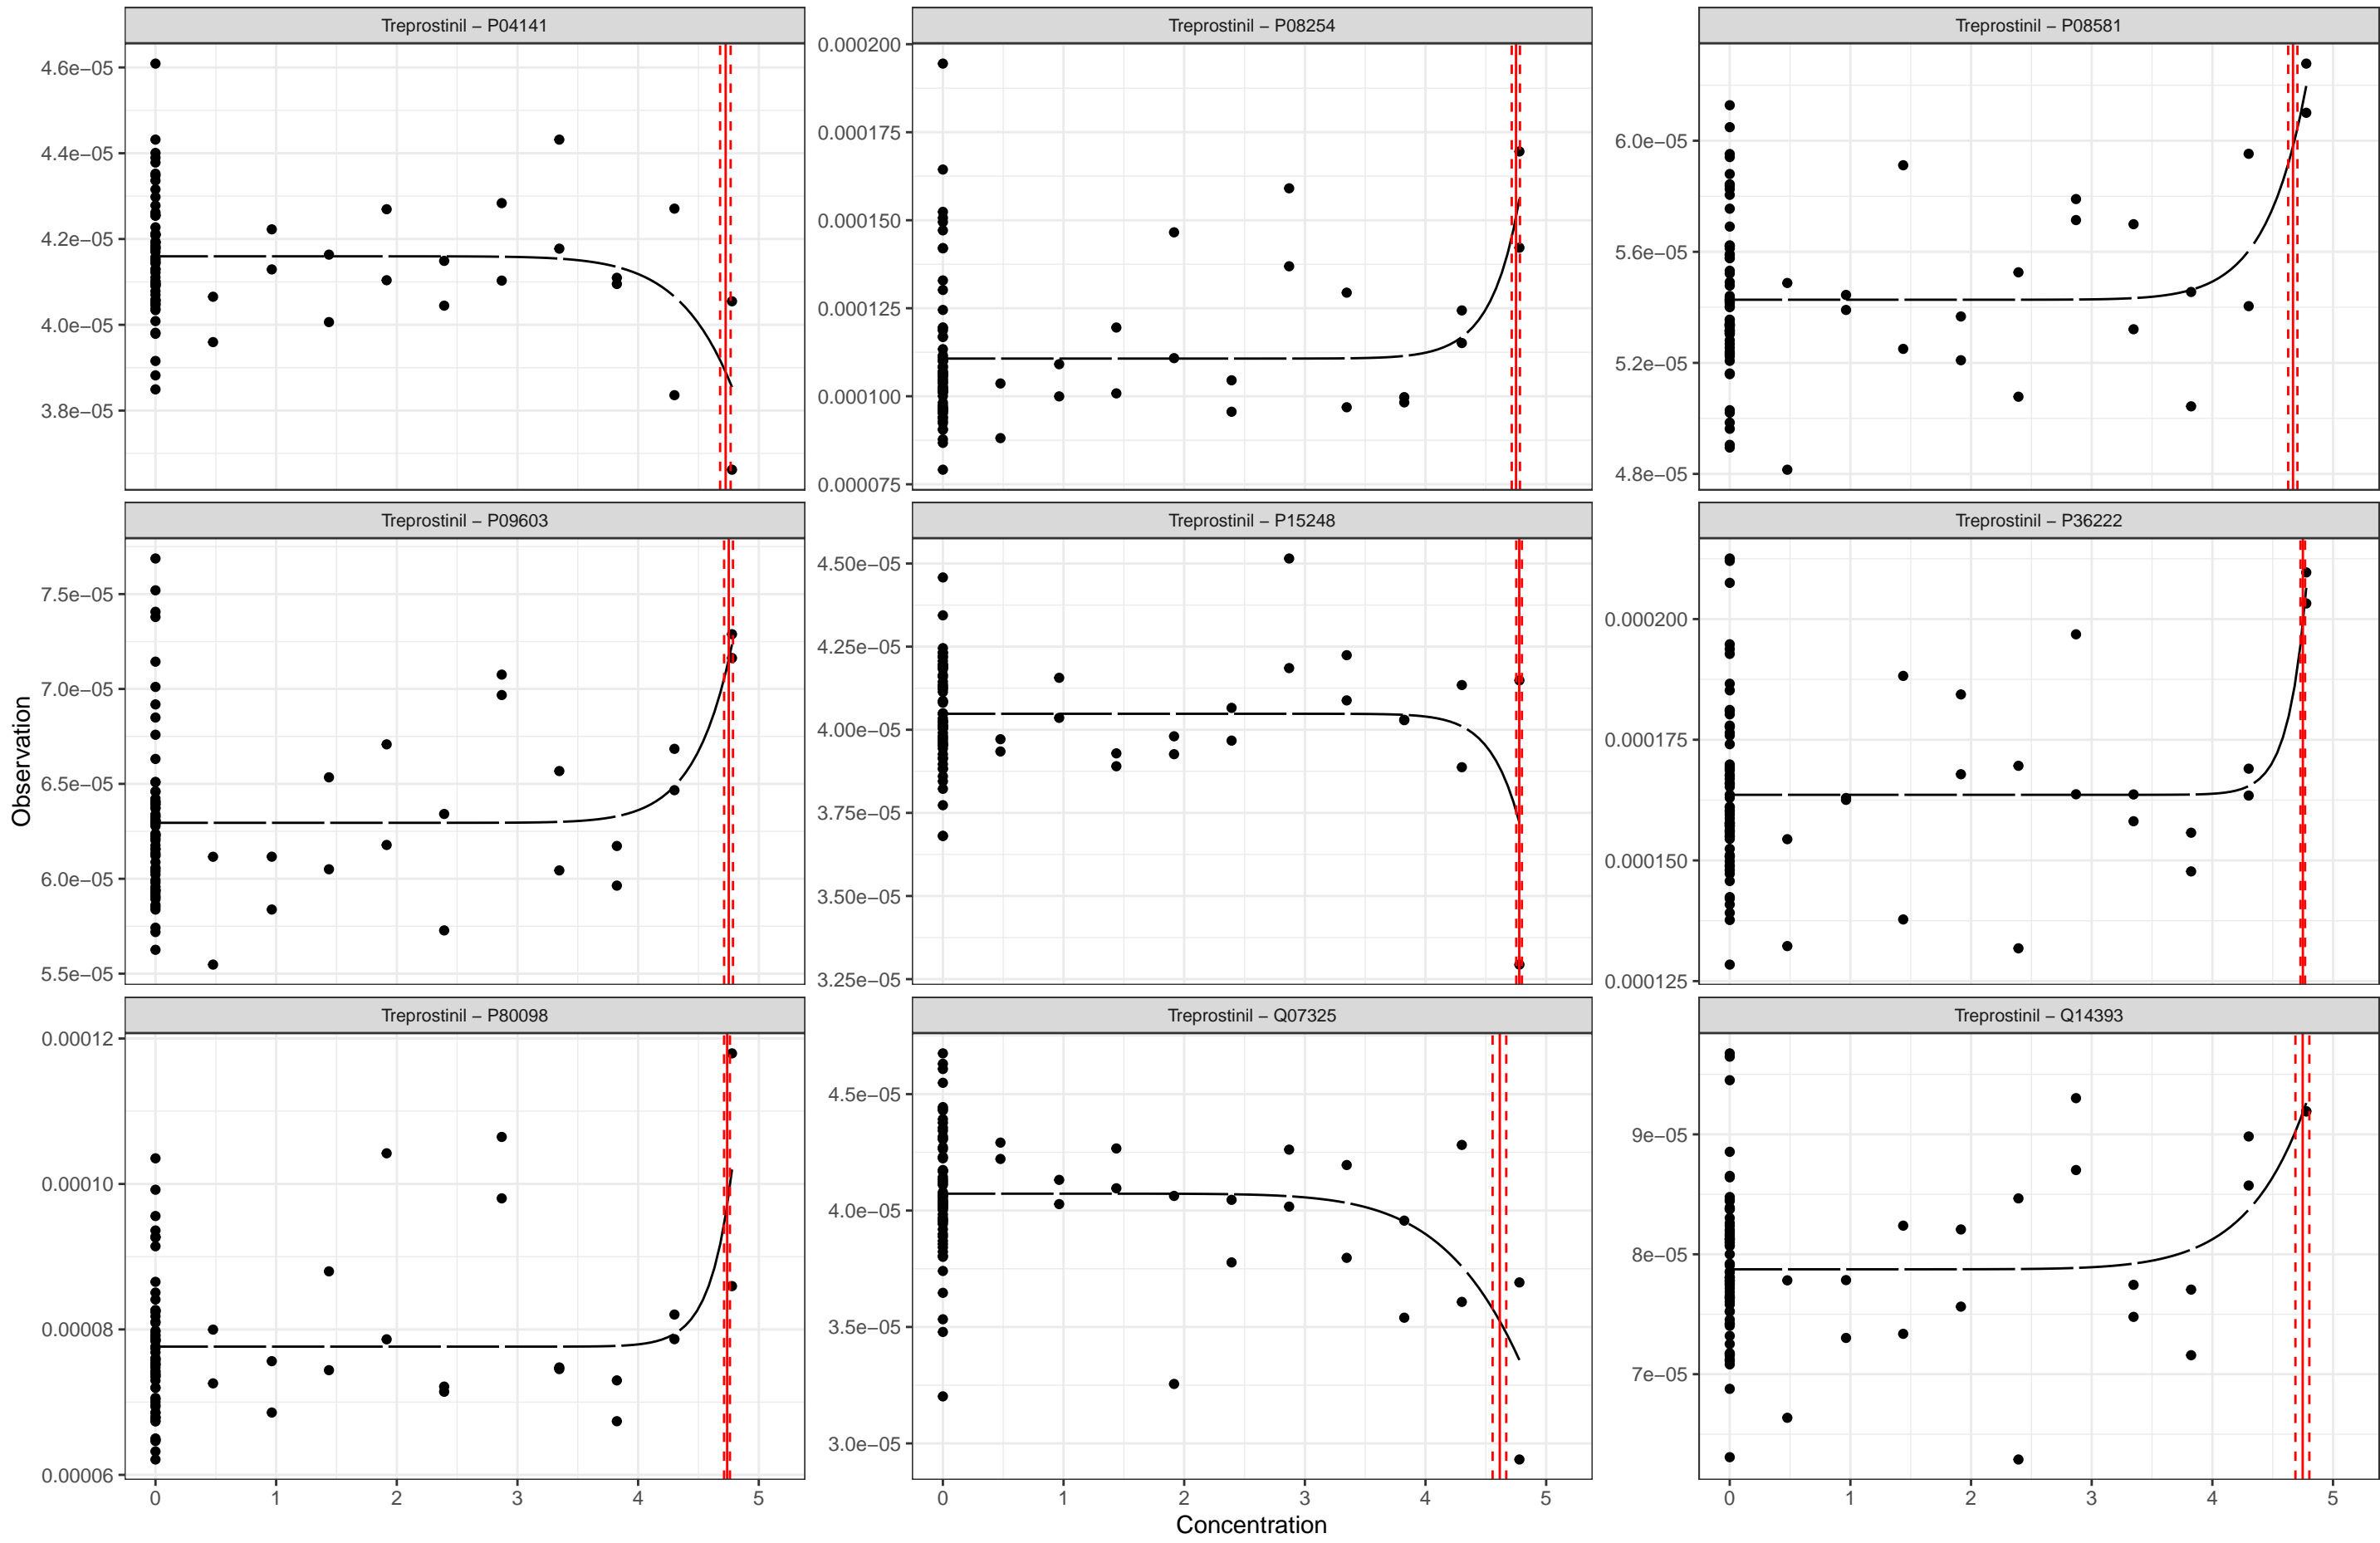 Treprostinil – P04141
Treprostinil – P08254
Treprostinil – P08581
4.6e−05
4.4e−05
4.2e−05
4.0e−05
3.8e−05
0.000200
0.000175
0.000150
0.000125
0.000100
0.000075
6.0e−05
5.6e−05
5.2e−05
4.8e−05
Treprostinil – P09603
Treprostinil – P15248
Treprostinil – P36222
7.5e−05
7.0e−05
6.5e−05
6.0e−05
5.5e−05
4.50e−05
4.25e−05
4.00e−05
3.75e−05
3.50e−05
3.25e−05
0.000200
0.000175
0.000150
0.000125
Observation
Treprostinil – P80098
Treprostinil – Q07325
Treprostinil – Q14393
0.00012
0.00010
0.00008
0.00006
4.5e−05
4.0e−05
3.5e−05
3.0e−05
9e−05
8e−05
7e−05
0 1 2 3 4 5
0 1 2 3 4 5
0 1 2 3 4 5
Concentration